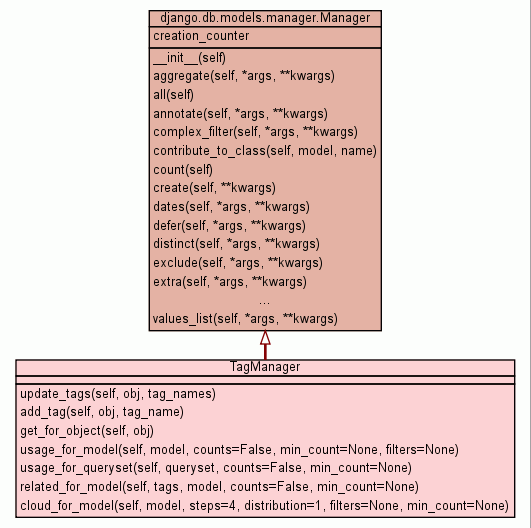 django.db.models.manager.Manager
creation_counter
__init__(self)
aggregate(self, *args, **kwargs)
all(self)
annotate(self, *args, **kwargs)
complex_filter(self, *args, **kwargs)
contribute_to_class(self, model, name)
count(self)
create(self, **kwargs)
dates(self, *args, **kwargs)
defer(self, *args, **kwargs)
distinct(self, *args, **kwargs)
exclude(self, *args, **kwargs)
extra(self, *args, **kwargs)
...
values_list(self, *args, **kwargs)
TagManager
update_tags(self, obj, tag_names)
add_tag(self, obj, tag_name)
get_for_object(self, obj)
usage_for_model(self, model, counts=False, min_count=None, filters=None)
usage_for_queryset(self, queryset, counts=False, min_count=None)
related_for_model(self, tags, model, counts=False, min_count=None)
cloud_for_model(self, model, steps=4, distribution=1, filters=None, min_count=None)